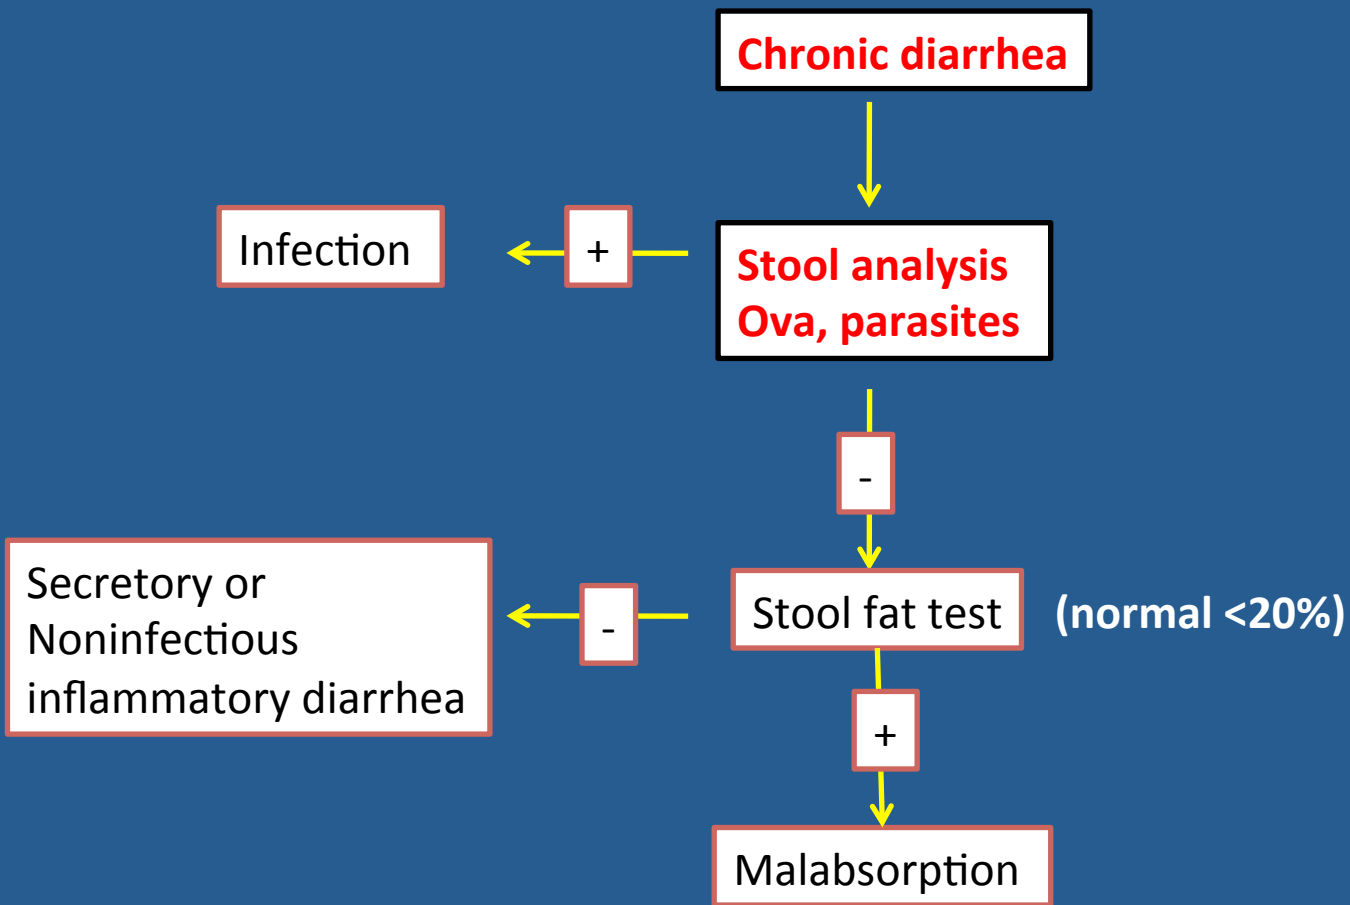 Chronic diarrhea
Infection
+
Stool analysis
Ova, parasites
-
Secretory or
Noninfectious
inflammatory diarrhea
-
Stool fat test
(normal <20%)
+
Malabsorption